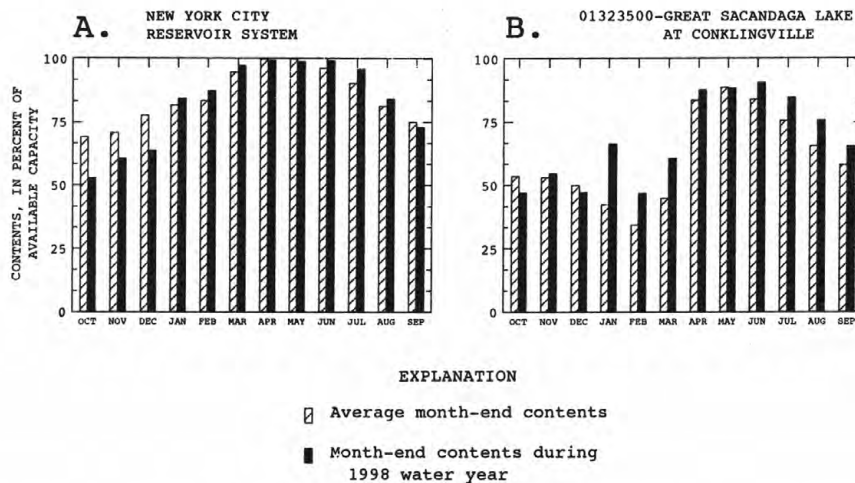 A. NEW YORK CITY
RESERVOIR SYSTEM
B. 01323500-GREAT SACANDAGA LAKE
AT CONKLINGVILLE
CONTENTS, IN PERCENT OF
AVAILABLE CAPACITY
100
75
50
25
0
OCT NOV DEC JAN FEB MAR APR MAY JUN JUL AUG SEP
100
75
50
25
0
OCT NOV DEC JAN FEB MAR APR MAY JUN JUL AUG SEP
EXPLANATION
Average month-end contents
Month-end contents during
1998 water year